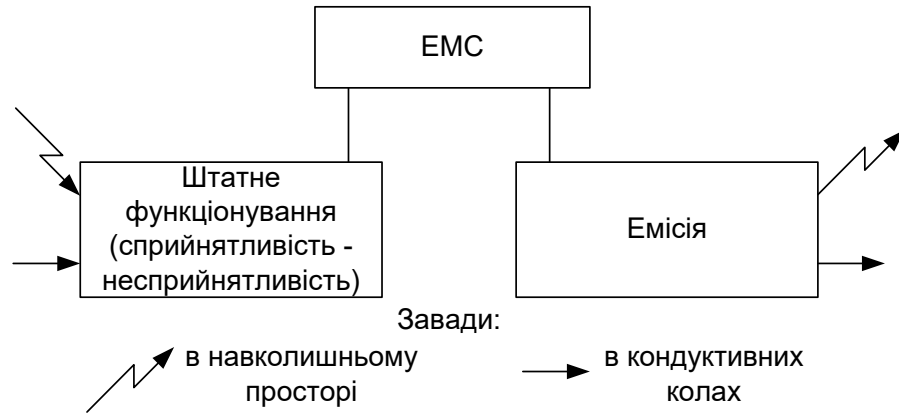 ЕМС
Штатне
функціонування
(сприйнятливість -
несприйнятливість)
Емісія
Завади:
в навколишньому
просторі
в кондуктивних
колах